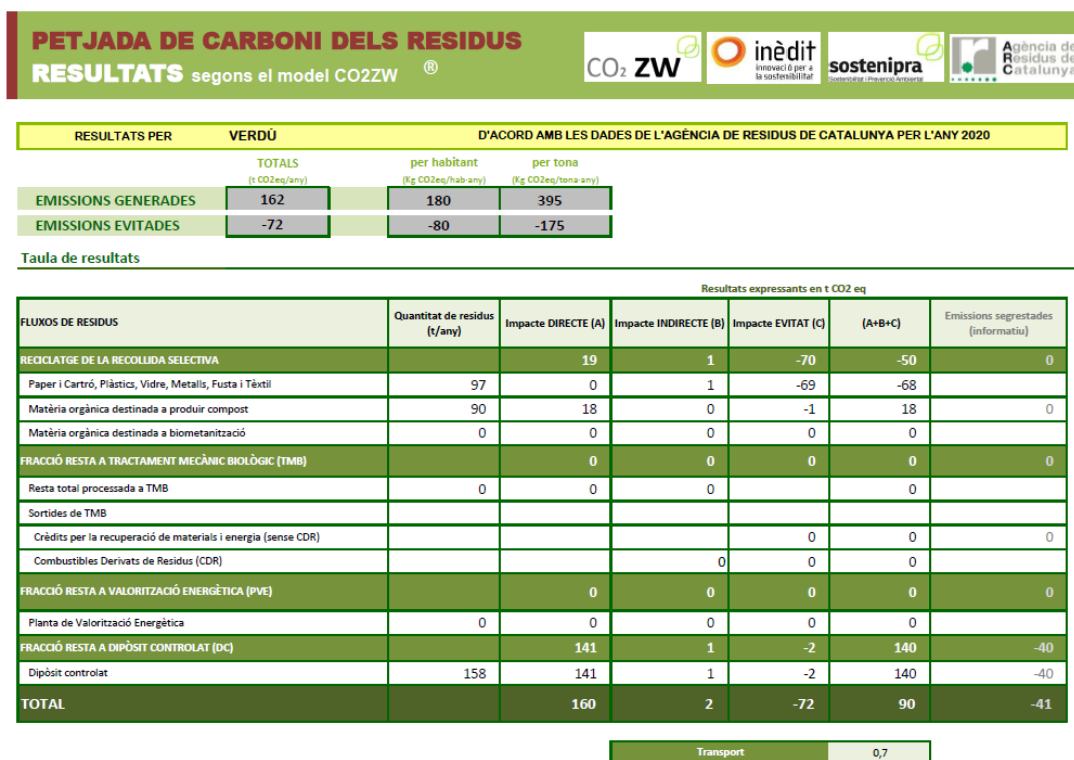 PETJADA DE CARBONI DELS RESIDUS
RESULTATS segons el model CO2ZW ®
CO₂ ZW
inèdit
innovació per a
la sostenibilitat
sostenipra
Sostenibilitat i Prevenció Ambiental
Agència de
Residus de
Catalunya
RESULTATS PER VERDÚ D'ACORD AMB LES DADES DE L'AGÈNCIA DE RESIDUS DE CATALUNYA PER L'ANY 2020
TOTALS per habitant per tona
(t CO2eq/any) (Kg CO2eq/hab·any) (Kg CO2eq/tona·any)
EMISSIONS GENERADES 162 180 395
EMISSIONS EVITADES -72 -80 -175
Taula de resultats
Resultats expressants en t CO2 eq
FLUXOS DE RESIDUS Quantitat de residus (t/any) Impacte DIRECTE (A) Impacte INDIRECTE (B) Impacte EVITAT (C) (A+B+C) Emissions segrestades (informatiu)
RECICLATGE DE LA RECOLLIDA SELECTIVA 19 1 -70 -50 0
Paper i Cartró, Plàstics, Vidre, Metalls, Fusta i Tèxtil 97 0 1 -69 -68
Matèria orgànica destinada a produir compost 90 18 0 -1 18 0
Matèria orgànica destinada a biometanització 0 0 0 0 0
FRACCIÓ RESTA A TRACTAMENT MECÀNIC BIOLÒGIC (TMB) 0 0 0 0 0
Resta total processada a TMB 0 0 0 0
Sortides de TMB
Crèdits per la recuperació de materials i energia (sense CDR) 0 0 0
Combustibles Derivats de Residus (CDR) 0 0 0
FRACCIÓ RESTA A VALORITZACIÓ ENERGÈTICA (PVE) 0 0 0 0 0
Planta de Valorització Energètica 0 0 0 0 0
FRACCIÓ RESTA A DIPÒSIT CONTROLAT (DC) 141 1 -2 140 -40
Dipòsit controlat 158 141 1 -2 140 -40
TOTAL 160 2 -72 90 -41
Transport 0,7